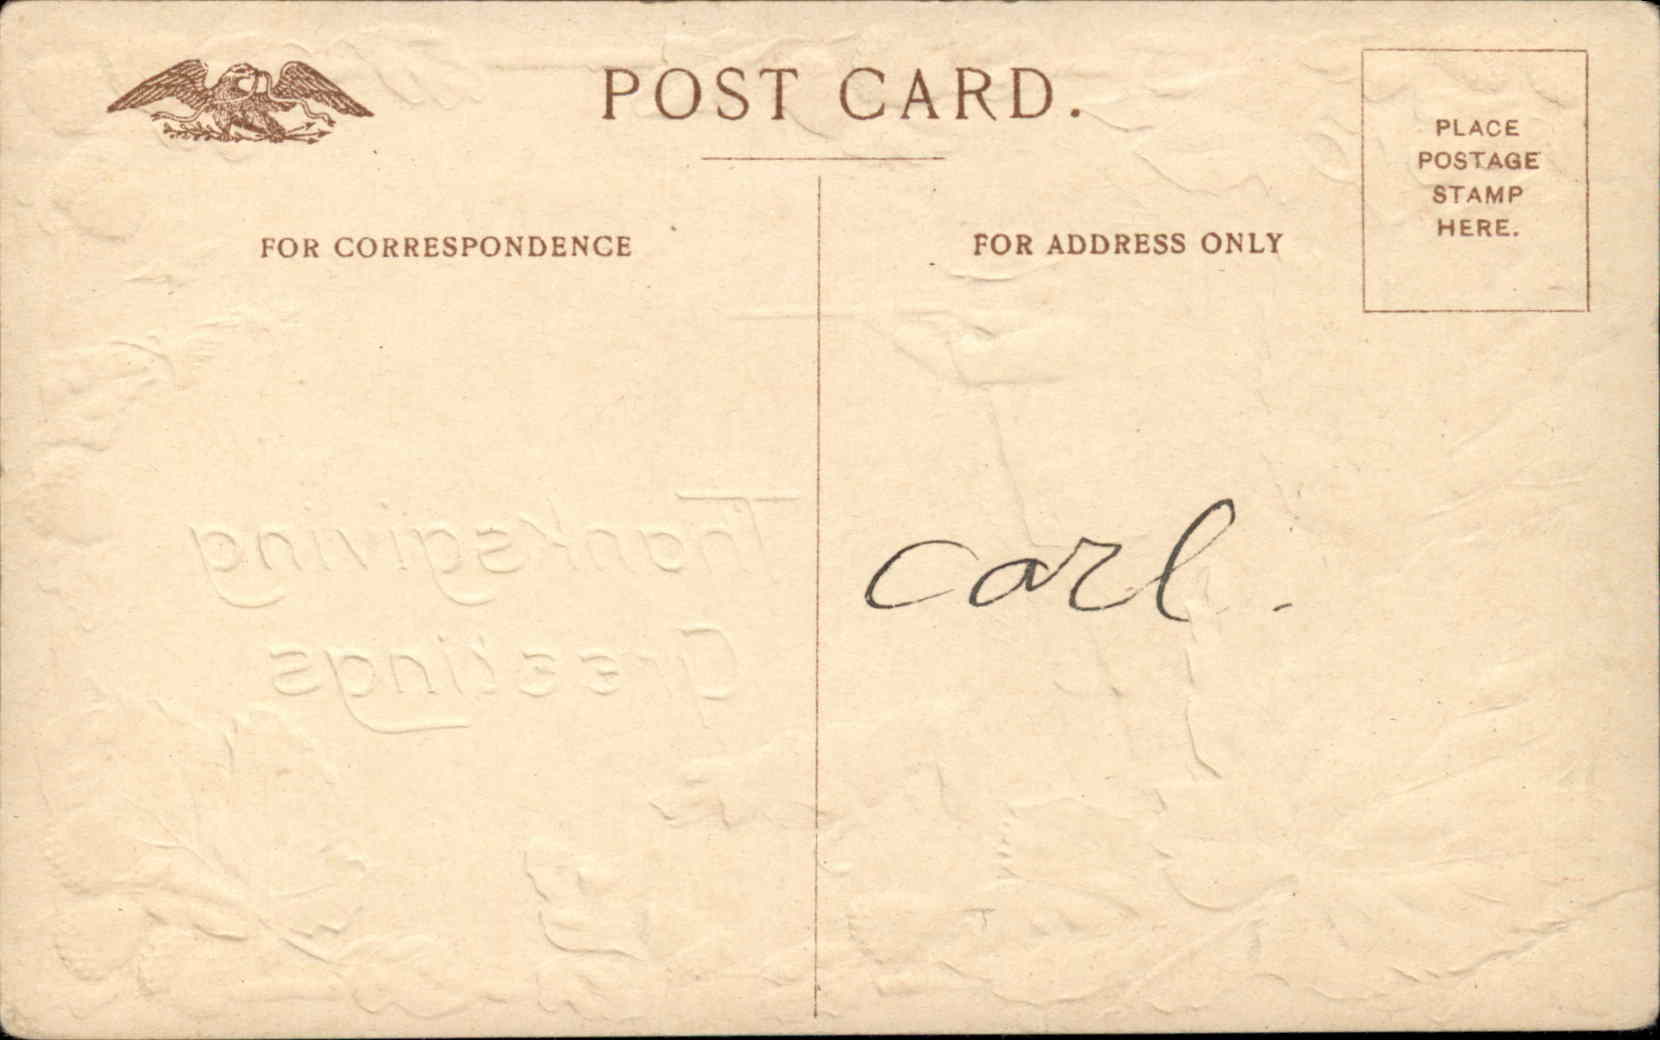 POST CARD.
PLACE
POSTAGE
STAMP
HERE.
FOR CORRESPONDENCE
FOR ADDRESS ONLY
Thanksgiving
Greetings
Carl.